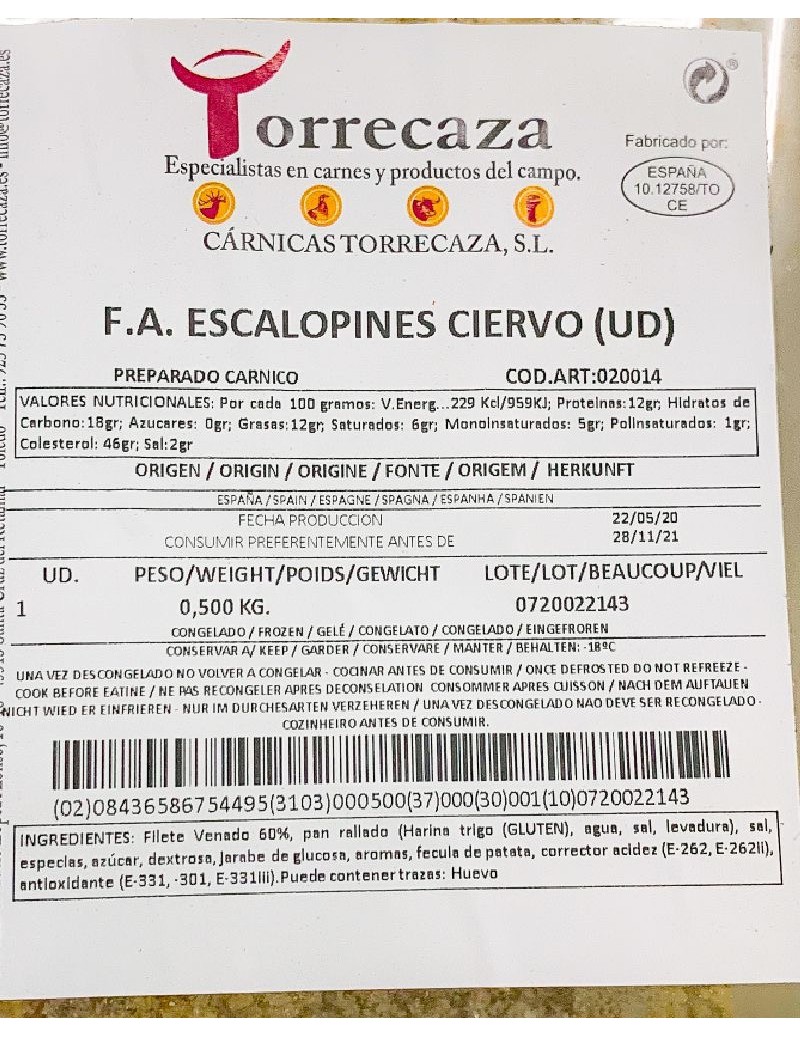 Torrecaza
Especialistas en carnes y productos del campo.
CÁRNICAS TORRECAZA, S.L.
®
Fabricado por:
ESPAÑA
10.12758/TO
CE
F.A. ESCALOPINES CIERVO (UD)
PREPARADO CARNICO COD.ART:020014
VALORES NUTRICIONALES: Por cada 100 gramos: V.Energ...229 Kcl/959KJ; Proteinas:12gr; Hidratos de
Carbono:18gr; Azucares: 0gr; Grasas:12gr; Saturados: 6gr; Monoinsaturados: 5gr; Poliinsaturados: 1gr;
Colesterol: 46gr; Sal:2gr
ORIGEN / ORIGIN / ORIGINE / FONTE / ORIGEM / HERKUNFT
ESPAÑA / SPAIN / ESPAGNE / SPAGNA / ESPANHA / SPANIEN
FECHA PRODUCCION 22/05/20
CONSUMIR PREFERENTEMENTE ANTES DE 28/11/21
UD. PESO/WEIGHT/POIDS/GEWICHT LOTE/LOT/BEAUCOUP/VIEL
1 0,500 KG. 0720022143
CONGELADO / FROZEN / GELÉ / CONGELATO / CONGELADO / EINGEFROREN
CONSERVAR A/ KEEP / GARDER / CONSERVARE / MANTER / BEHALTEN: -18ºC
UNA VEZ DESCONGELADO NO VOLVER A CONGELAR - COCINAR ANTES DE CONSUMIR / ONCE DEFROSTED DO NOT REFREEZE -
COOK BEFORE EATINE / NE PAS RECONGELER APRES DECONSELATION CONSOMMER APRES CUISSON / NACH DEM AUFTAUEN
NICHT WIED ER EINFRIEREN - NUR IM DURCHESARTEN VERZEHEREN / UNA VEZ DESCONGELADO NAO DEVE SER RECONGELADO -
COZINHEIRO ANTES DE CONSUMIR.
(02)08436586754495(3103)000500(37)000(30)001(10)0720022143
INGREDIENTES: Filete Venado 60%, pan rallado (Harina trigo (GLUTEN), agua, sal, levadura), sal,
especias, azúcar, dextrosa, jarabe de glucosa, aromas, fecula de patata, corrector acidez (E-262, E-262ii),
antioxidante (E-331, -301, E-331iii).Puede contener trazas: Huevo